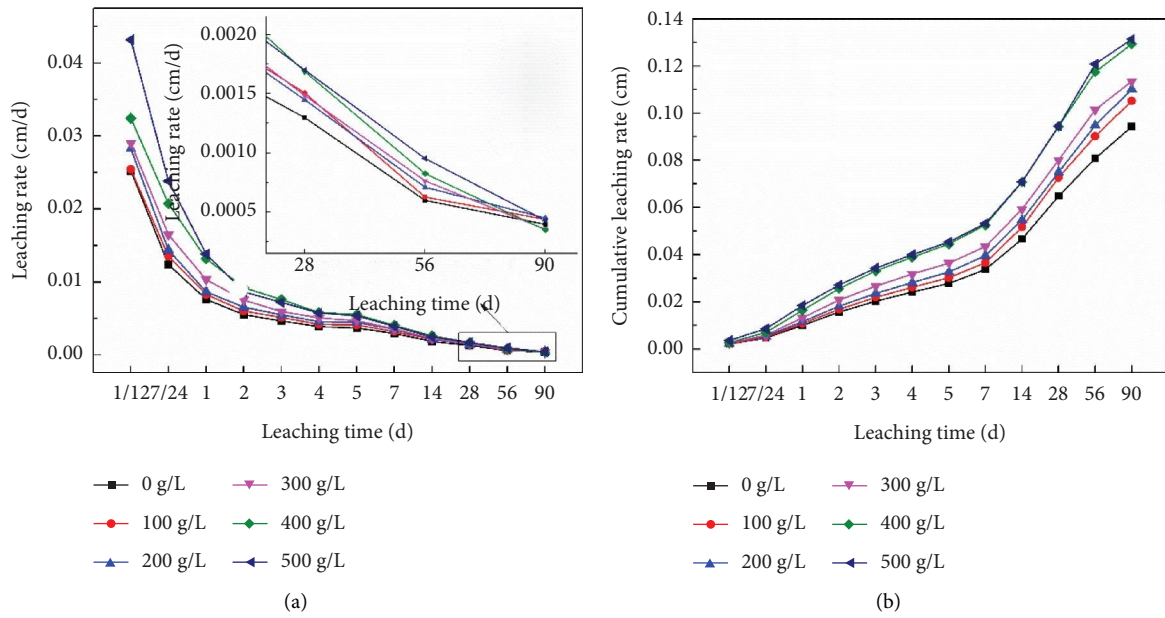 0.04
0.03
0.02
0.01
0.00
Leaching rate (cm/d)
0.0020
0.0015
0.0010
0.0005
Leaching rate (cm/d)
28 56 90
Leaching time (d)
1/12 7/24 1 2 3 4 5 7 14 28 56 90
Leaching time (d)
0 g/L 300 g/L
100 g/L 400 g/L
200 g/L 500 g/L
(a)
0.14
0.12
0.10
0.08
0.06
0.04
0.02
0.00
Cumulative leaching rate (cm)
1/12 7/24 1 2 3 4 5 7 14 28 56 90
Leaching time (d)
0 g/L 300 g/L
100 g/L 400 g/L
200 g/L 500 g/L
(b)